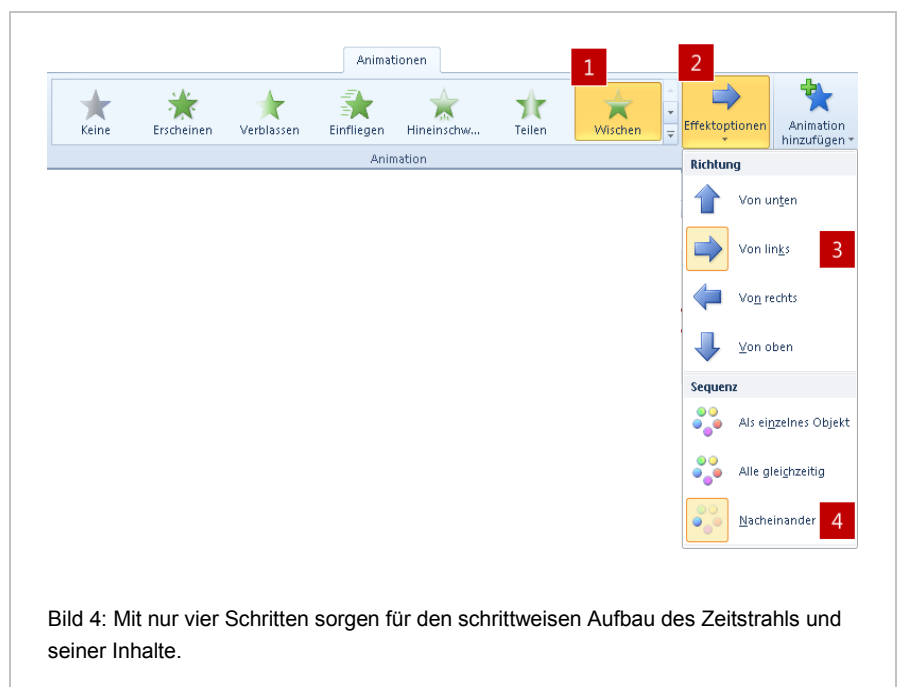 Animationen
1
2
Keine
Erscheinen
Verblassen
Einfliegen
Hineinschw...
Teilen
Wischen
Effektoptionen
Animation
hinzufügen
Animation
Richtung
Von unten
Von links
3
Von rechts
Von oben
Sequenz
Als einzelnes Objekt
Alle gleichzeitig
Nacheinander
4
Bild 4: Mit nur vier Schritten sorgen für den schrittweisen Aufbau des Zeitstrahls und
seiner Inhalte.